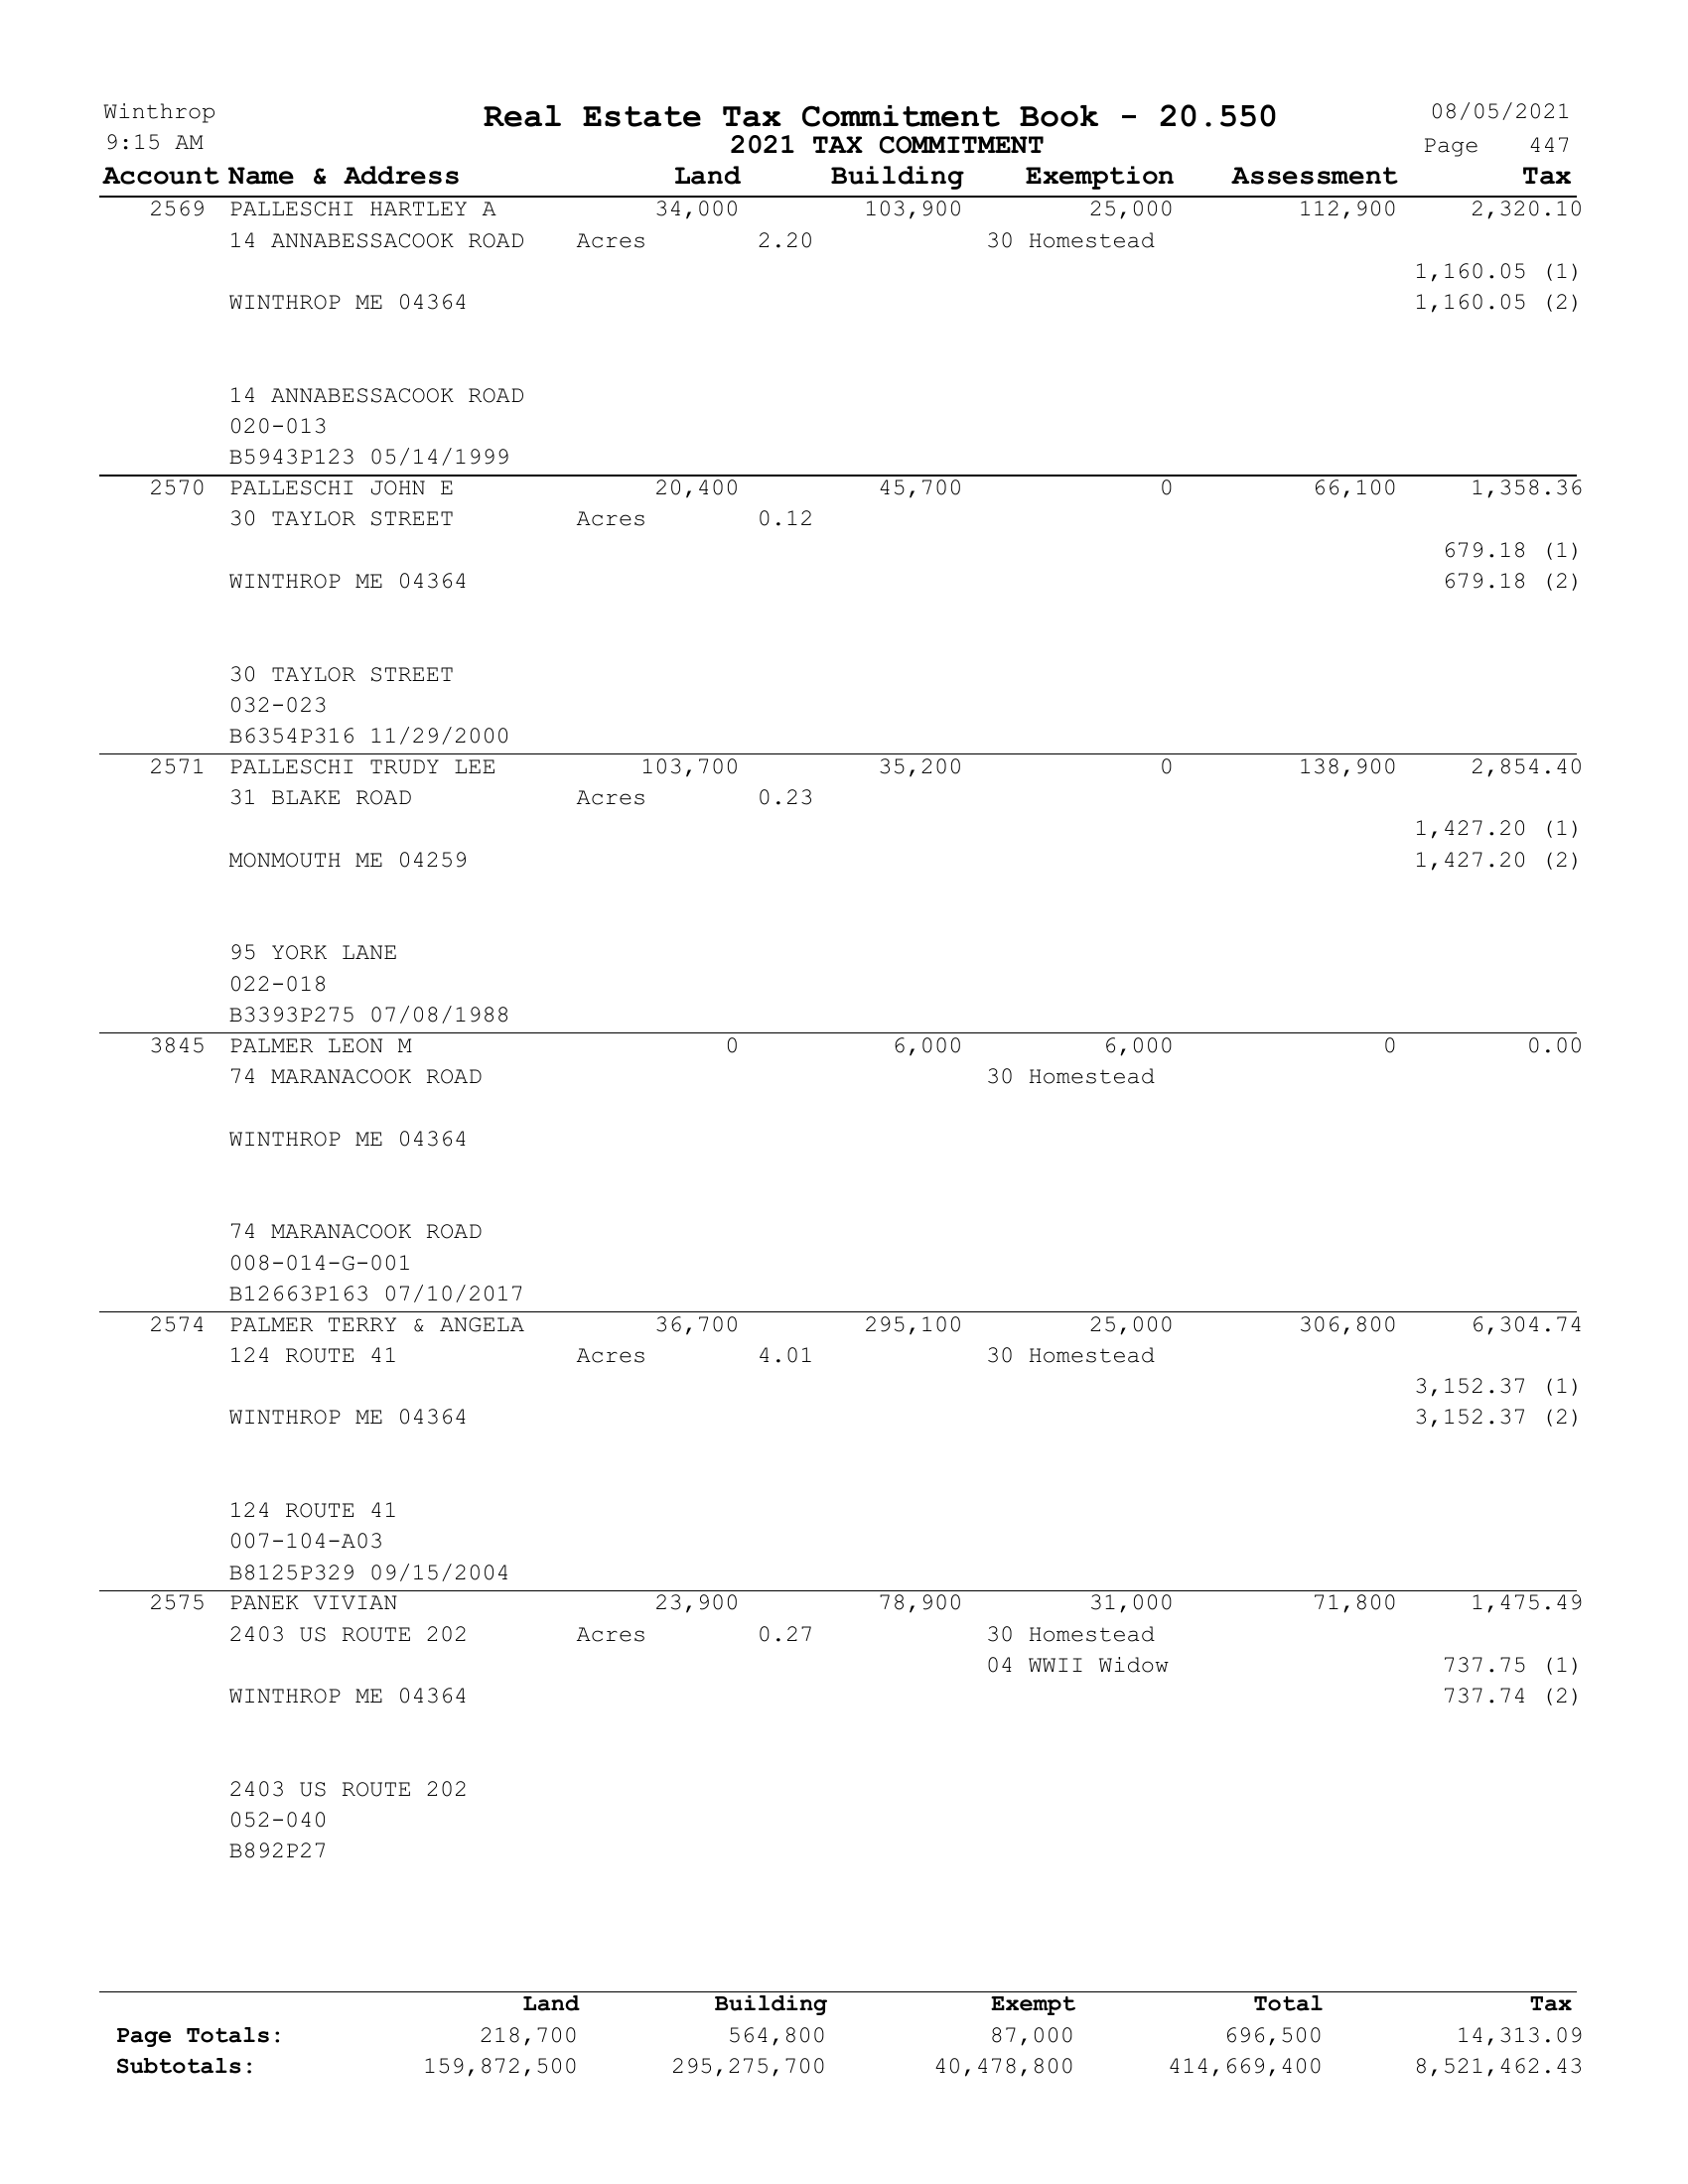 Winthrop Real Estate Tax Commitment Book - 20.550 08/05/2021
9:15 AM 2021 TAX COMMITMENT Page 447
Account Name & Address Land Building Exemption Assessment Tax
2569 PALLESCHI HARTLEY A 34,000 103,900 25,000 112,900 2,320.10
14 ANNABESSACOOK ROAD Acres 2.20 30 Homestead
1,160.05 (1)
WINTHROP ME 04364 1,160.05 (2)
14 ANNABESSACOOK ROAD
020-013
B5943P123 05/14/1999
2570 PALLESCHI JOHN E 20,400 45,700 0 66,100 1,358.36
30 TAYLOR STREET Acres 0.12
679.18 (1)
WINTHROP ME 04364 679.18 (2)
30 TAYLOR STREET
032-023
B6354P316 11/29/2000
2571 PALLESCHI TRUDY LEE 103,700 35,200 0 138,900 2,854.40
31 BLAKE ROAD Acres 0.23
1,427.20 (1)
MONMOUTH ME 04259 1,427.20 (2)
95 YORK LANE
022-018
B3393P275 07/08/1988
3845 PALMER LEON M 0 6,000 6,000 0 0.00
74 MARANACOOK ROAD 30 Homestead
WINTHROP ME 04364
74 MARANACOOK ROAD
008-014-G-001
B12663P163 07/10/2017
2574 PALMER TERRY & ANGELA 36,700 295,100 25,000 306,800 6,304.74
124 ROUTE 41 Acres 4.01 30 Homestead
3,152.37 (1)
WINTHROP ME 04364 3,152.37 (2)
124 ROUTE 41
007-104-A03
B8125P329 09/15/2004
2575 PANEK VIVIAN 23,900 78,900 31,000 71,800 1,475.49
2403 US ROUTE 202 Acres 0.27 30 Homestead
04 WWII Widow 737.75 (1)
WINTHROP ME 04364 737.74 (2)
2403 US ROUTE 202
052-040
B892P27
Land Building Exempt Total Tax
Page Totals: 218,700 564,800 87,000 696,500 14,313.09
Subtotals: 159,872,500 295,275,700 40,478,800 414,669,400 8,521,462.43